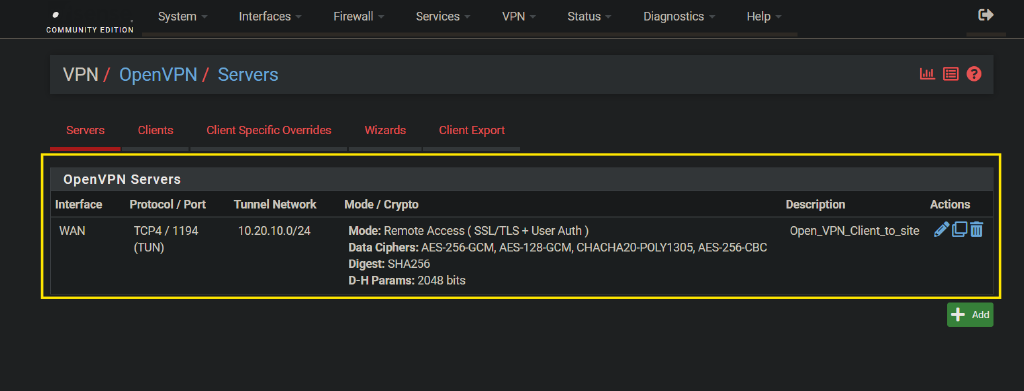 COMMUNITY EDITION
System Interfaces Firewall Services VPN Status Diagnostics Help
VPN / OpenVPN / Servers
Servers Clients Client Specific Overrides Wizards Client Export
OpenVPN Servers
Interface Protocol / Port Tunnel Network Mode / Crypto Description Actions
WAN TCP4 / 1194 10.20.10.0/24 Mode: Remote Access ( SSL/TLS + User Auth ) Open_VPN_Client_to_site
(TUN) Data Ciphers: AES-256-GCM, AES-128-GCM, CHACHA20-POLY1305, AES-256-CBC
Digest: SHA256
D-H Params: 2048 bits
Add